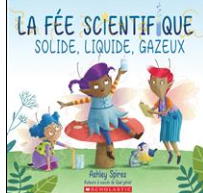 LA FÉE SCIENTIFIQUE
SOLIDE, LIQUIDE, GAZEUX
Ashley Spires
SCHOLASTIC